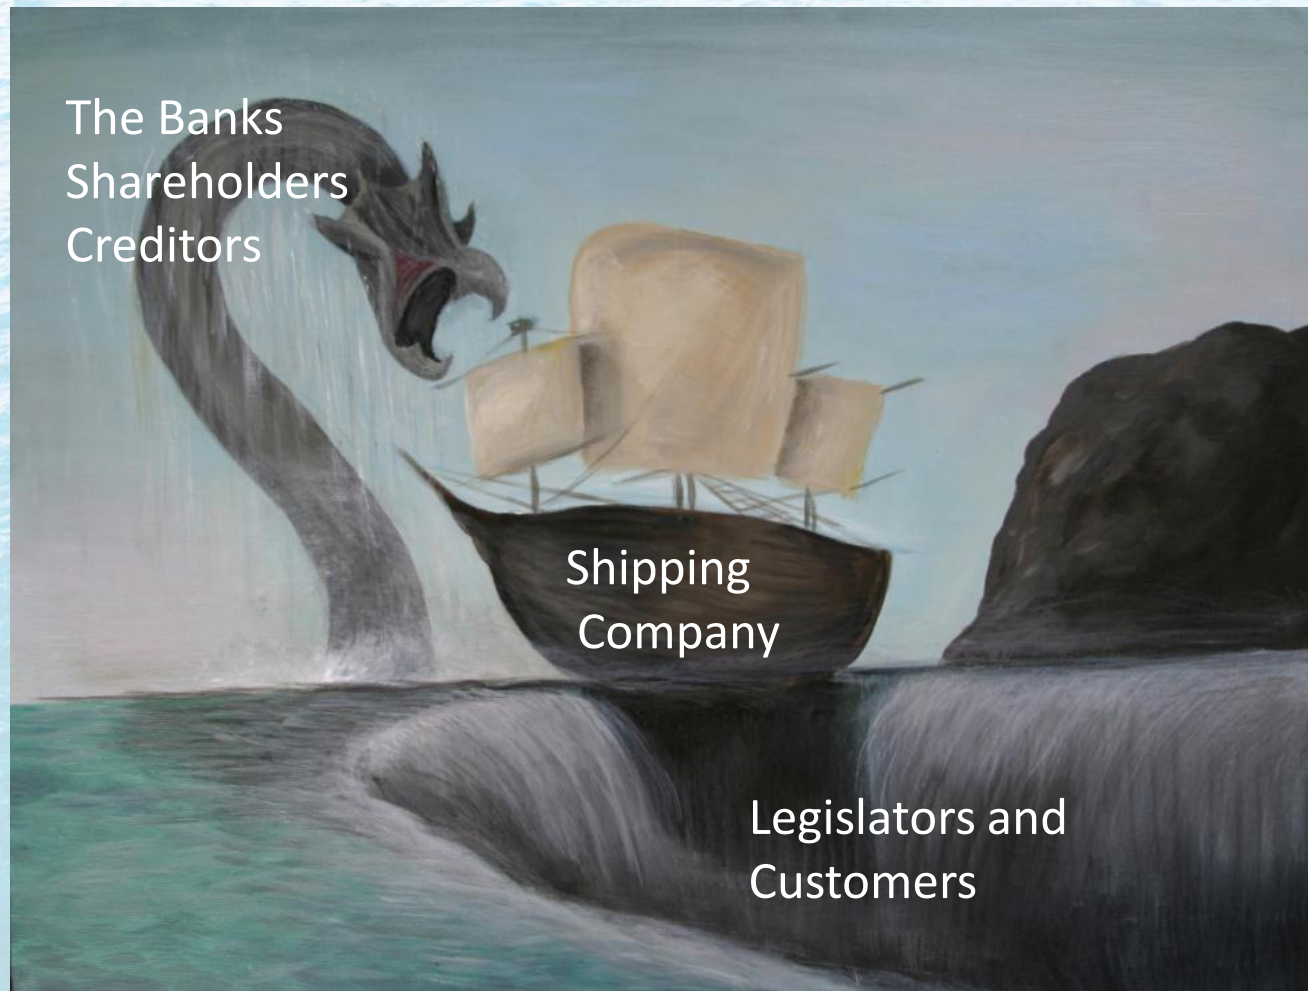 The Banks
Shareholders
Creditors
Shipping
Company
Legislators and
Customers